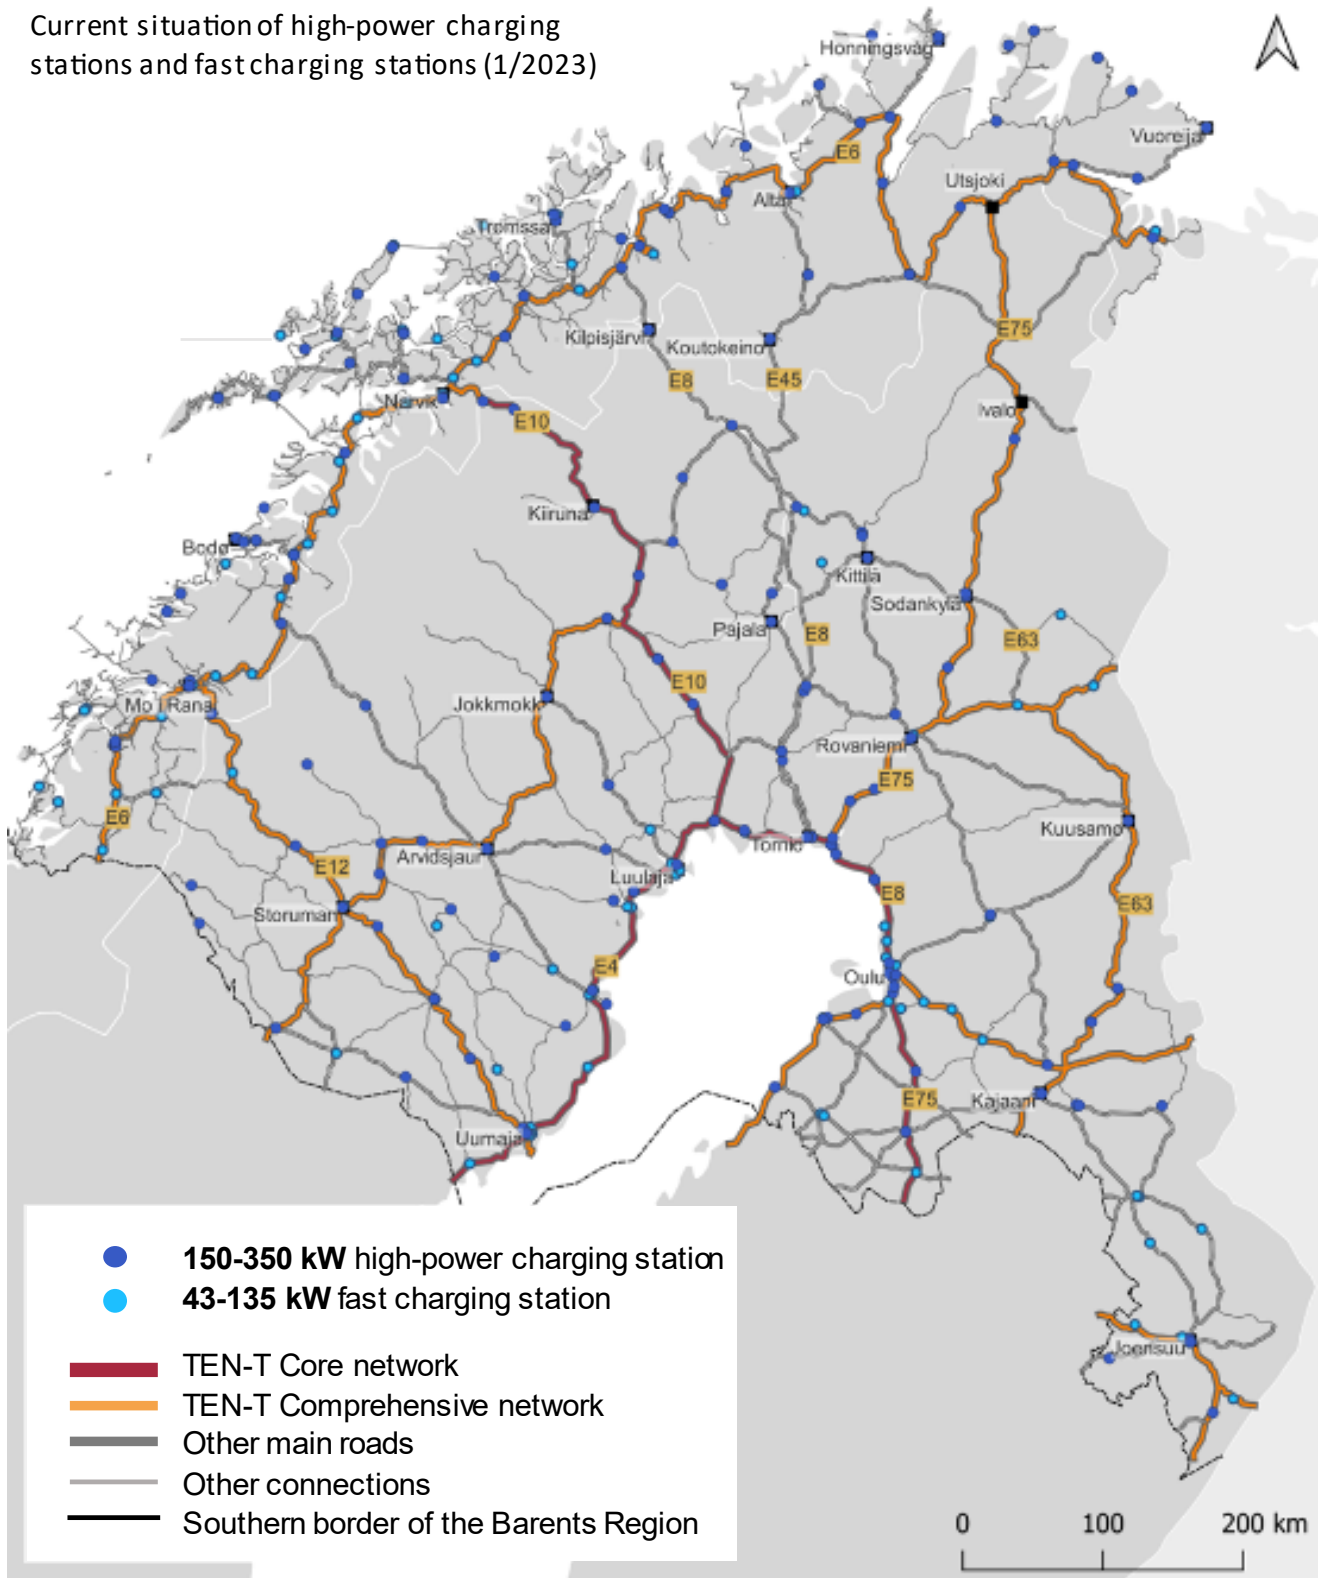 Current situation of high-power charging
stations and fast charging stations (1/2023)
Honningsvåg
Vuoreija
E6
Utsjoki
Alta
Tromssa
E75
Kilpisjärvi
Koutokeino
E8
E45
Narvik
Ivalo
E10
Kiiruna
Bodø
Kittilä
Sodankylä
Pajala
E8
E63
E10
Jokkmokk
Mo i Rana
Rovaniemi
E75
E6
Kuusamo
Tornio
Arvidsjaur
E12
Luulaja
E8
Storuman
E63
E4
Oulu
E75
Kajaani
Uumaja
Joensuu
150-350 kW high-power charging station
43-135 kW fast charging station
TEN-T Core network
TEN-T Comprehensive network
Other main roads
Other connections
Southern border of the Barents Region
0 100 200 km